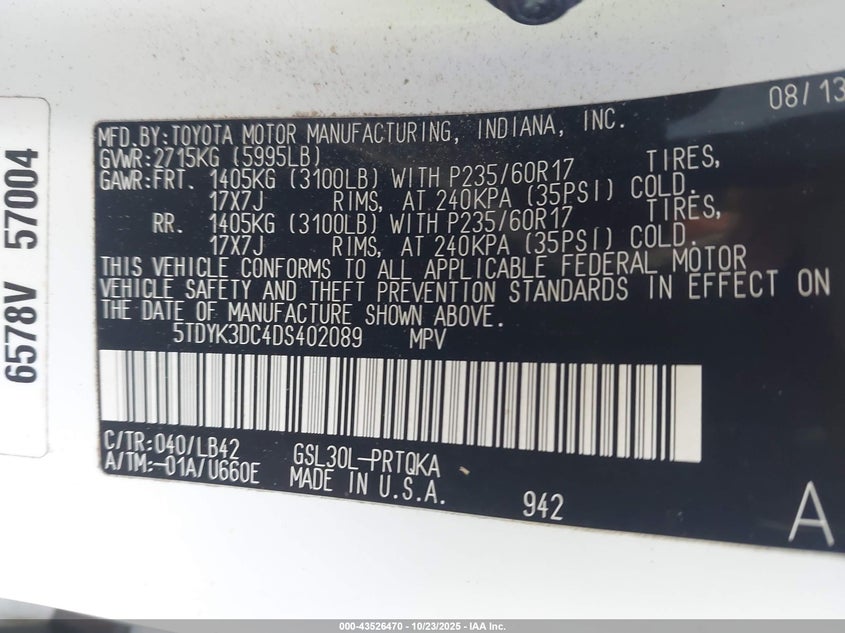 6578V 57004
08/13
MFD.BY:TOYOTA MOTOR MANUFACTURING, INDIANA, INC.
GVWR:2715KG (5995LB)
GAWR:FRT. 1405KG (3100LB) WITH P235/60R17 TIRES,
17X7J RIMS, AT 240KPA (35PSI) COLD.
RR. 1405KG (3100LB) WITH P235/60R17 TIRES,
17X7J RIMS, AT 240KPA (35PSI) COLD.
THIS VEHICLE CONFORMS TO ALL APPLICABLE FEDERAL MOTOR
VEHICLE SAFETY AND THEFT PREVENTION STANDARDS IN EFFECT ON
THE DATE OF MANUFACTURE SHOWN ABOVE.
5TDYK3DC4DS402089 MPV
C/TR:040/LB42 GSL30L-PRTQKA
A/TM:-01A/U660E MADE IN U.S.A.
942
A
000-43526470 - 10/23/2025 - IAA Inc.